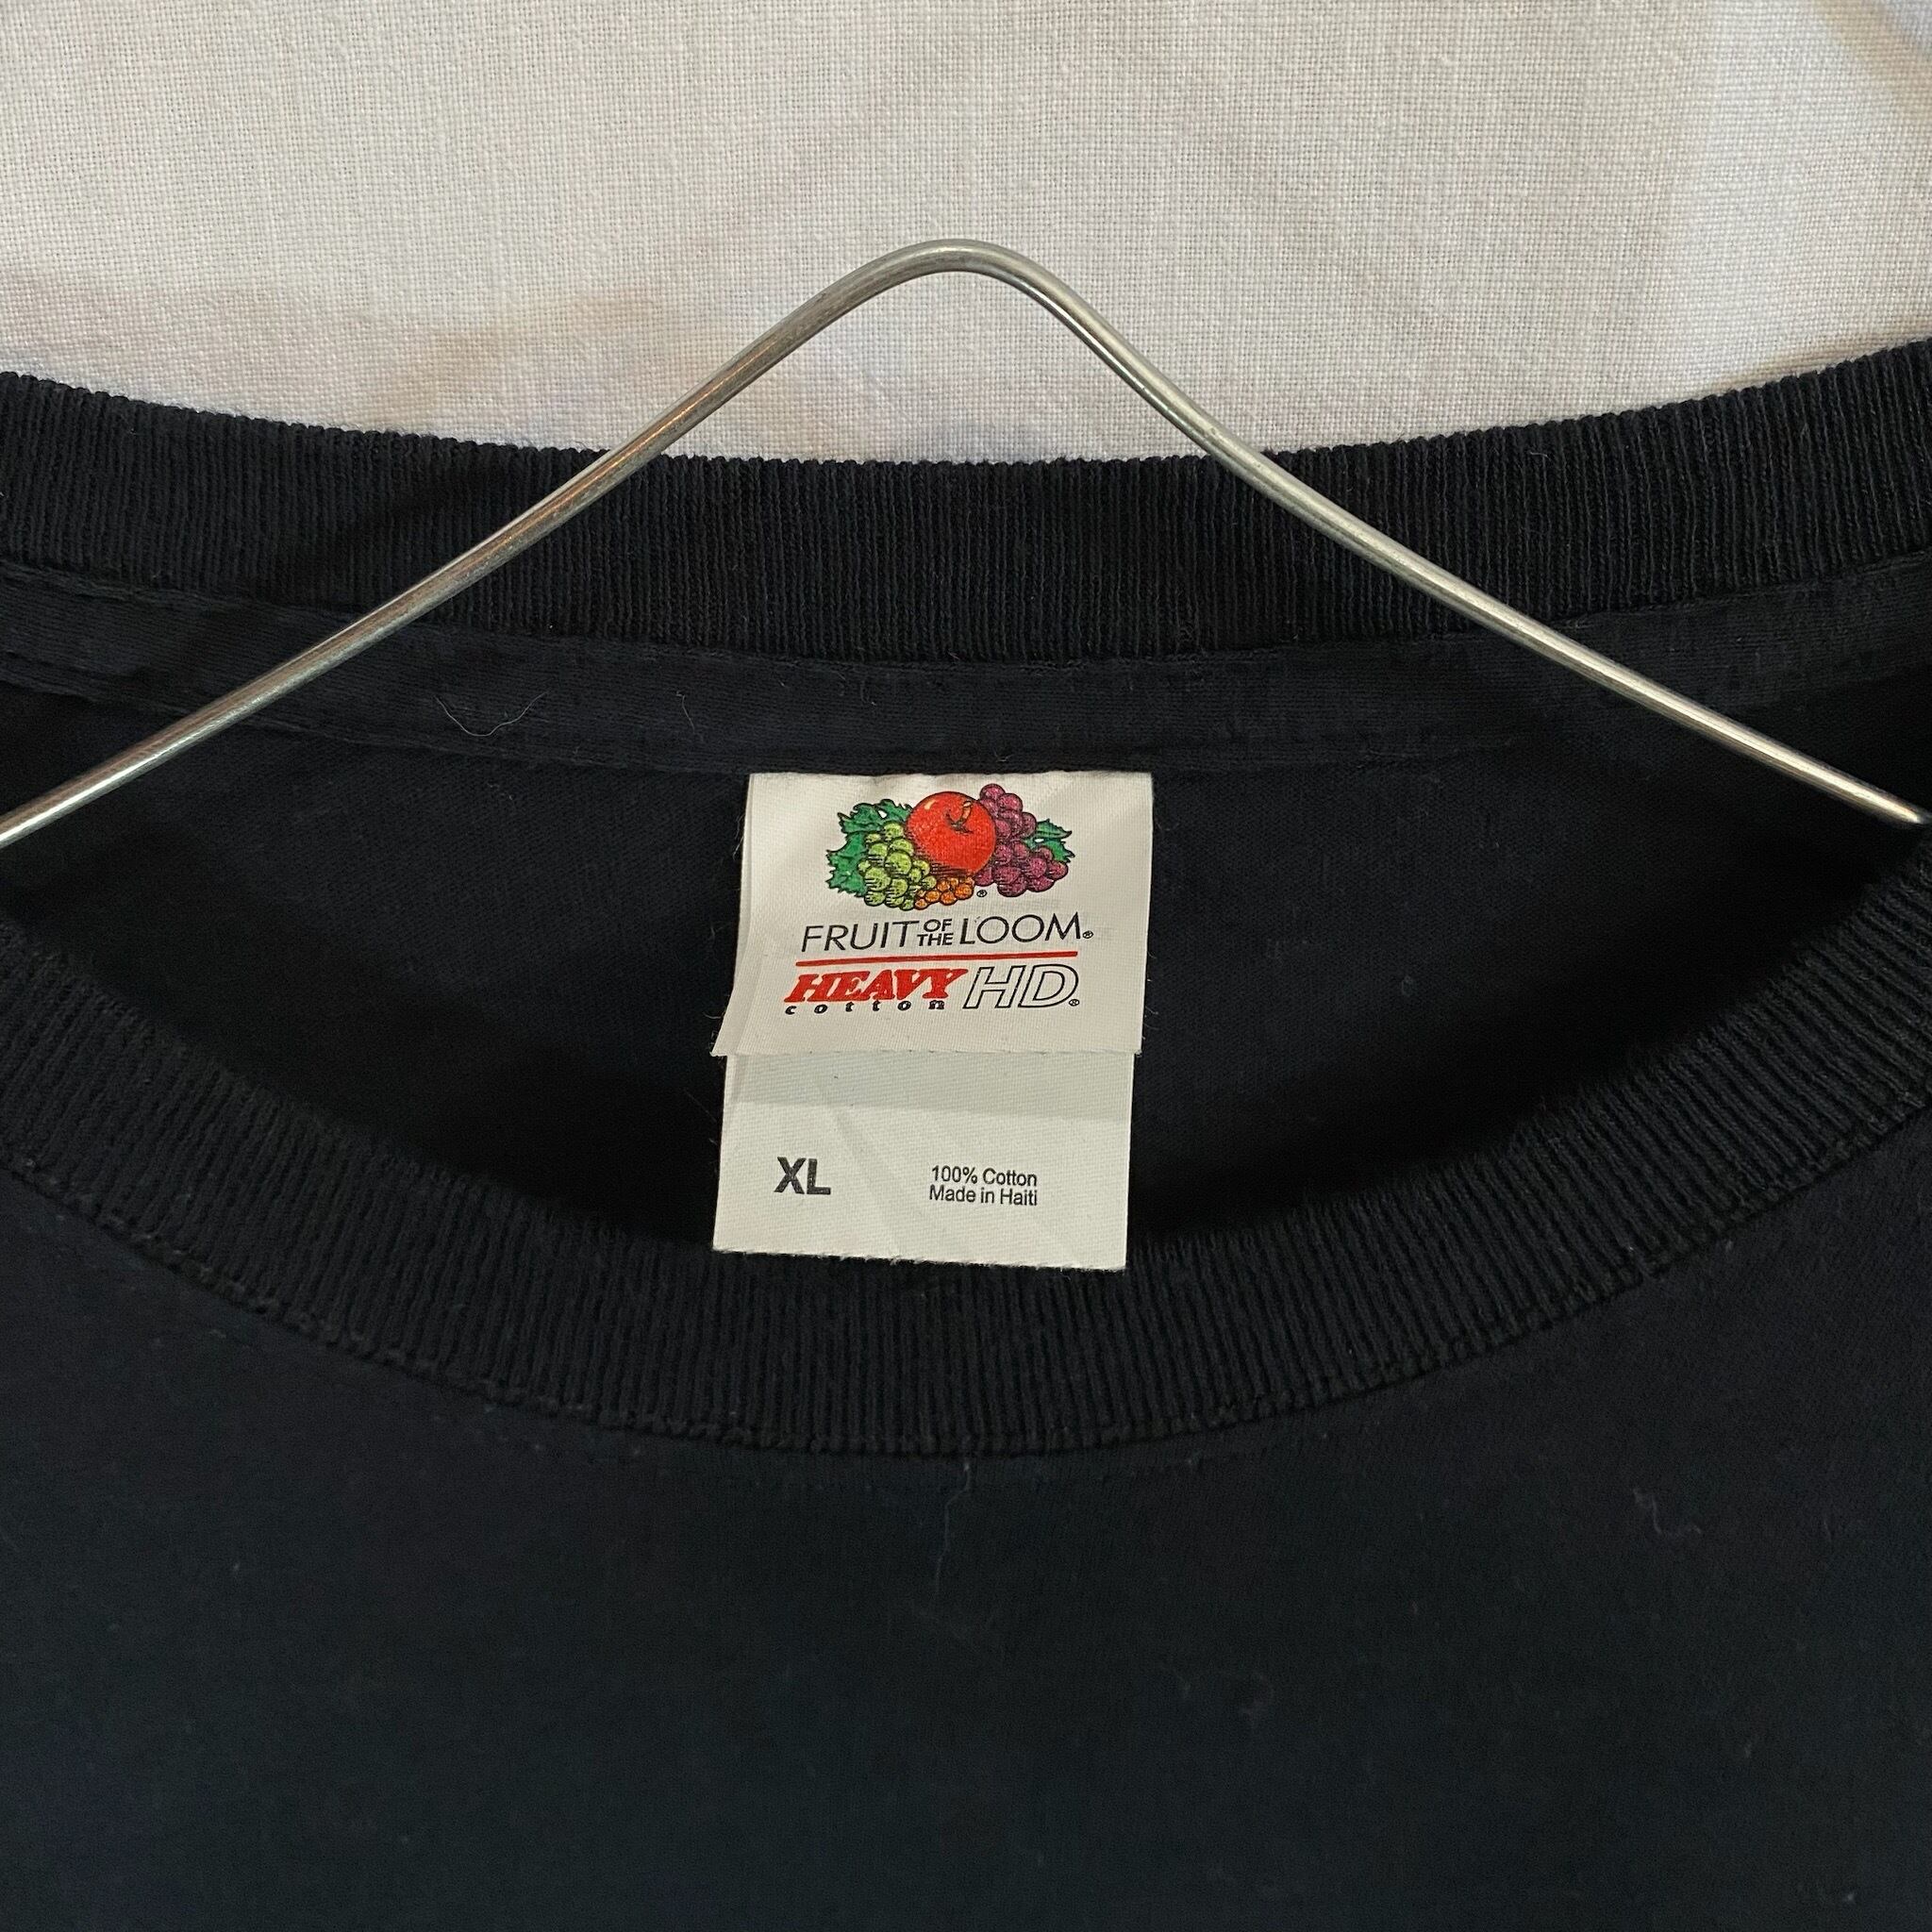 FRUIT OF THE LOOM®
HEAVY HD®
cotton
XL
100% Cotton
Made in Haiti